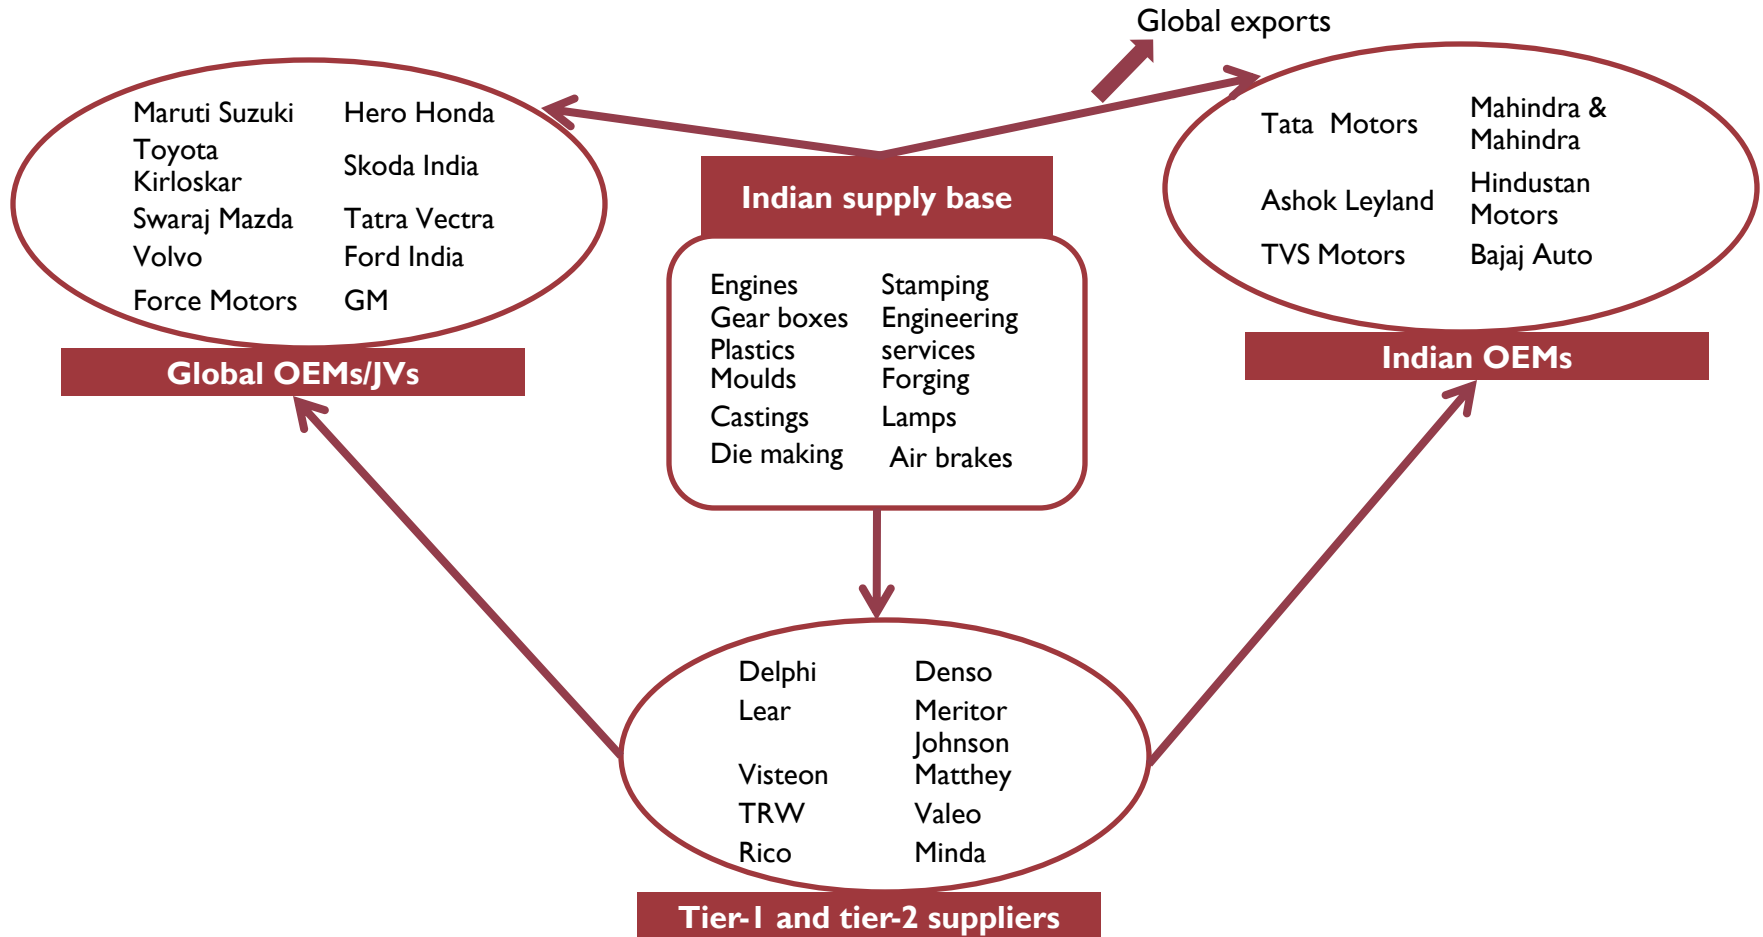 Global exports
Maruti Suzuki
Hero Honda
Toyota
Kirloskar
Skoda India
Swaraj Mazda
Tatra Vectra
Volvo
Ford India
Force Motors
GM
Global OEMs/JVs
Indian supply base
Engines
Stamping
Gear boxes
Engineering
Plastics
services
Moulds
Forging
Castings
Lamps
Die making
Air brakes
Tata Motors
Mahindra &
Mahindra
Ashok Leyland
Hindustan
Motors
TVS Motors
Bajaj Auto
Indian OEMs
Delphi
Denso
Lear
Meritor
Johnson
Visteon
Matthey
TRW
Valeo
Rico
Minda
Tier-1 and tier-2 suppliers